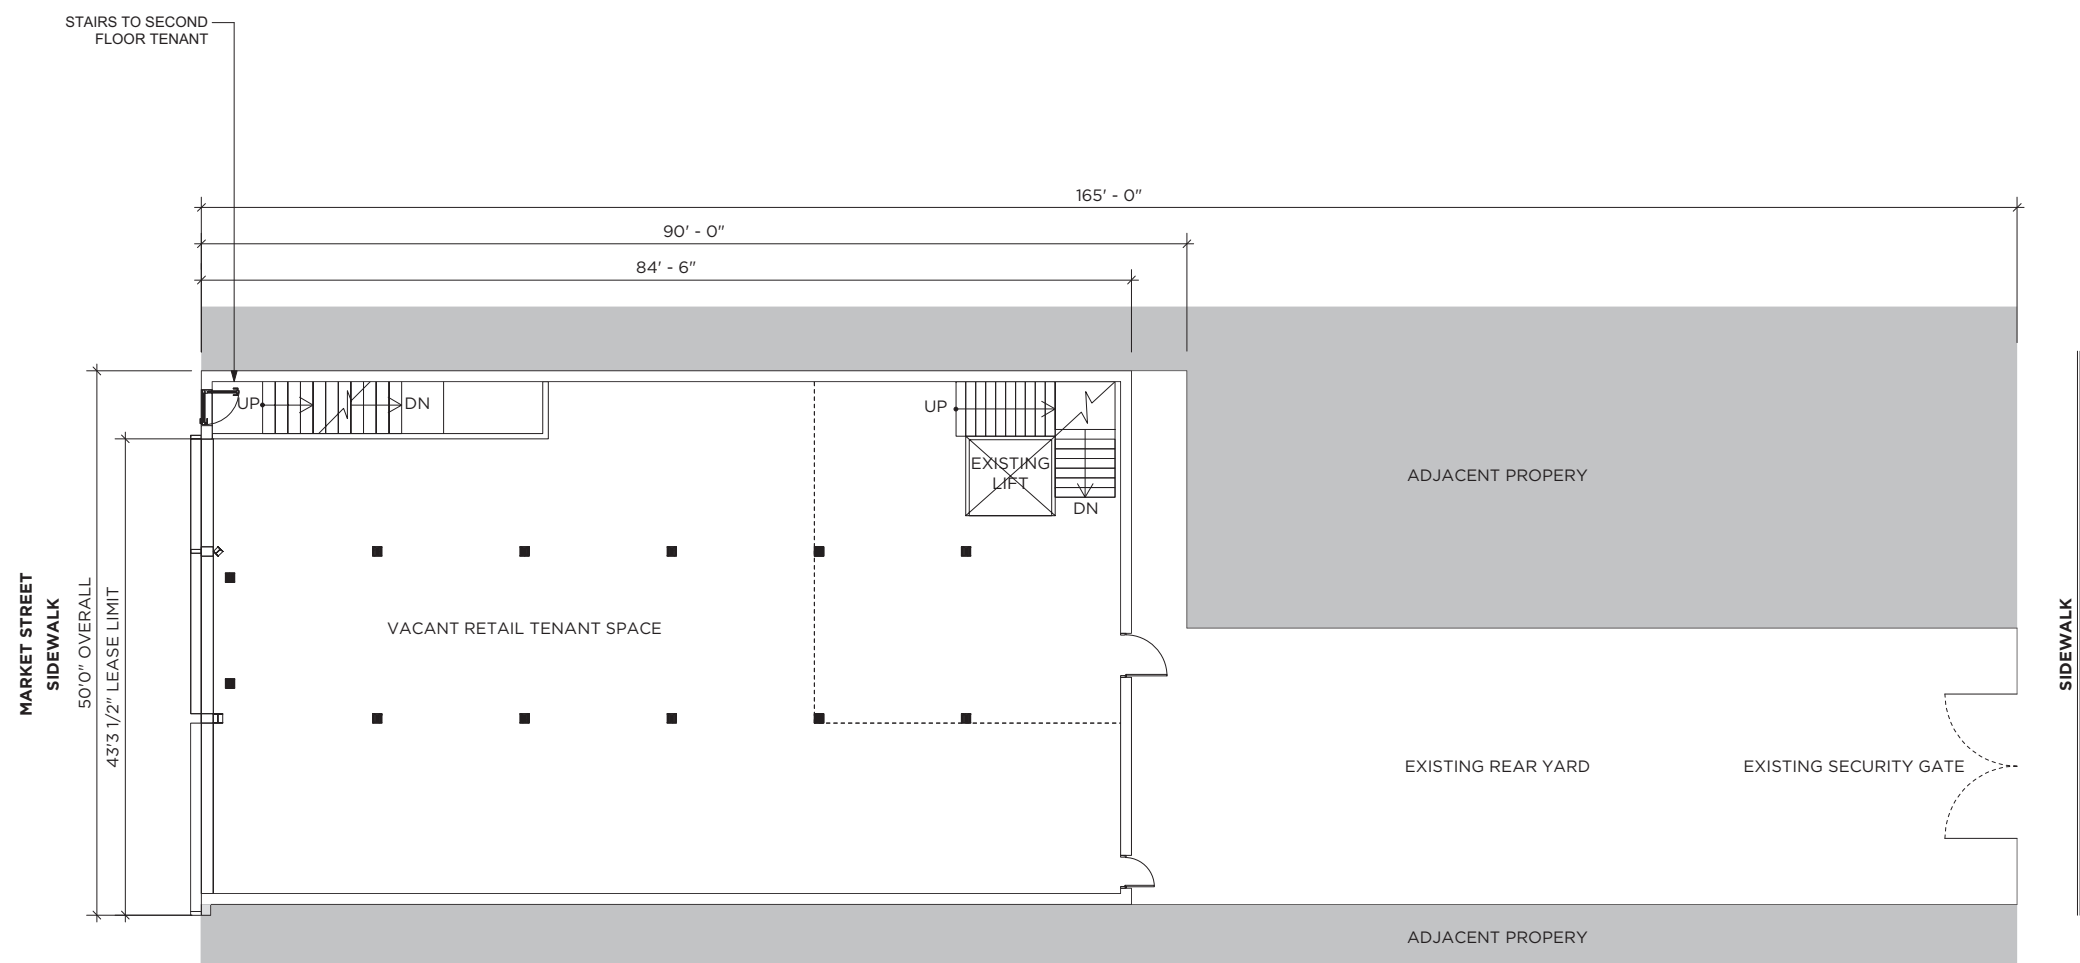 STAIRS TO SECOND
FLOOR TENANT
165' - 0"
90' - 0"
84' - 6"
UP
DN
UP
EXISTING
LIFT
DN
ADJACENT PROPERY
MARKET STREET
SIDEWALK
50'0" OVERALL
43'3 1/2" LEASE LIMIT
VACANT RETAIL TENANT SPACE
SIDEWALK
EXISTING REAR YARD
EXISTING SECURITY GATE
ADJACENT PROPERY